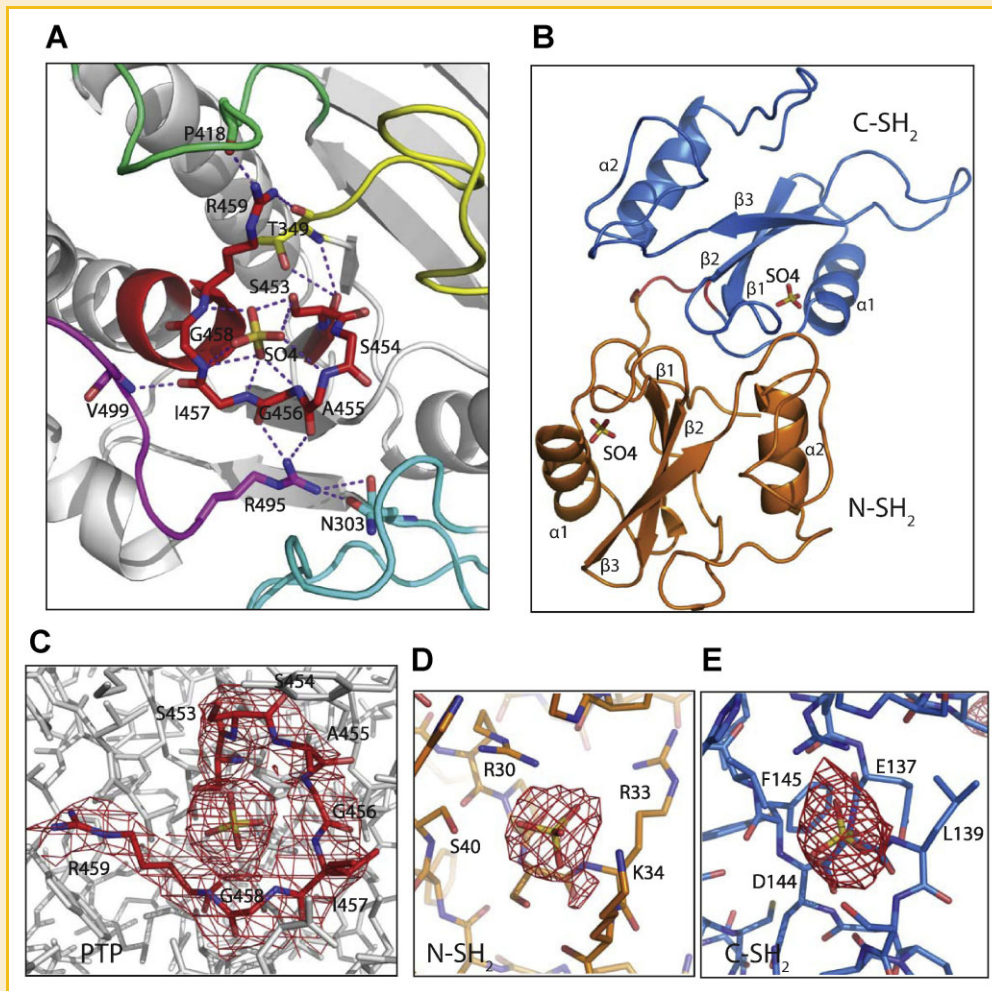 A
P418
R459
T349
S453
G458
SO4
S454
V499
I457
G456
A455
R495
N303
B
C-SH2
α2
β3
β2
β1
SO4
α1
β1
β2
SO4
α2
α1
N-SH2
β3
C
S454
S453
A455
G456
R459
G458
I457
PTP
D
R30
R33
S40
K34
N-SH2
E
F145
E137
L139
D144
C-SH2